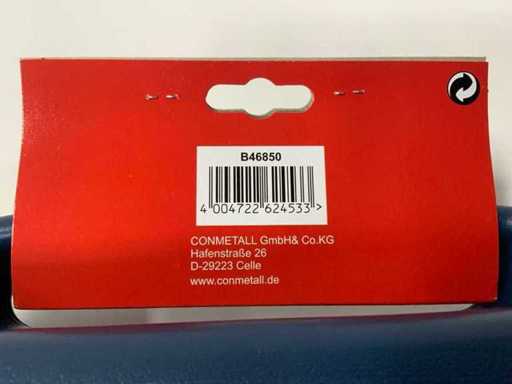 B46850
4 004722 624533 >
CONMETALL GmbH& Co.KG
Hafenstraße 26
D-29223 Celle
www.conmetall.de